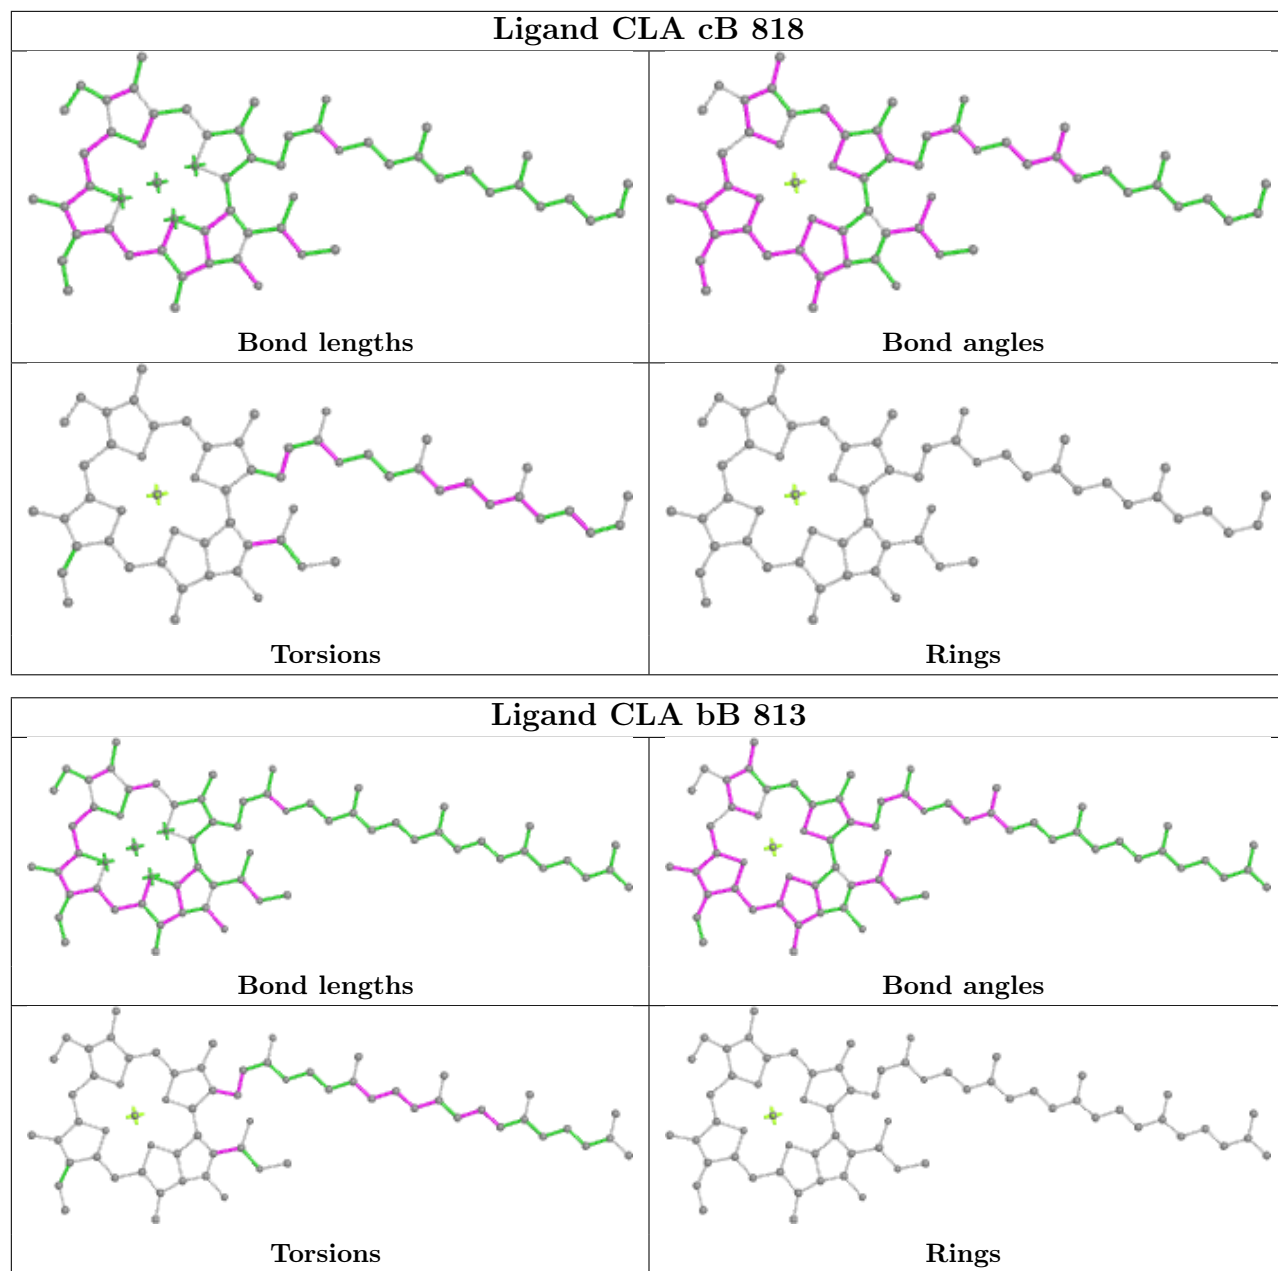 Ligand CLA cB 818
Bond lengths
Bond angles
Torsions
Rings
Ligand CLA bB 813
Bond lengths
Bond angles
Torsions
Rings